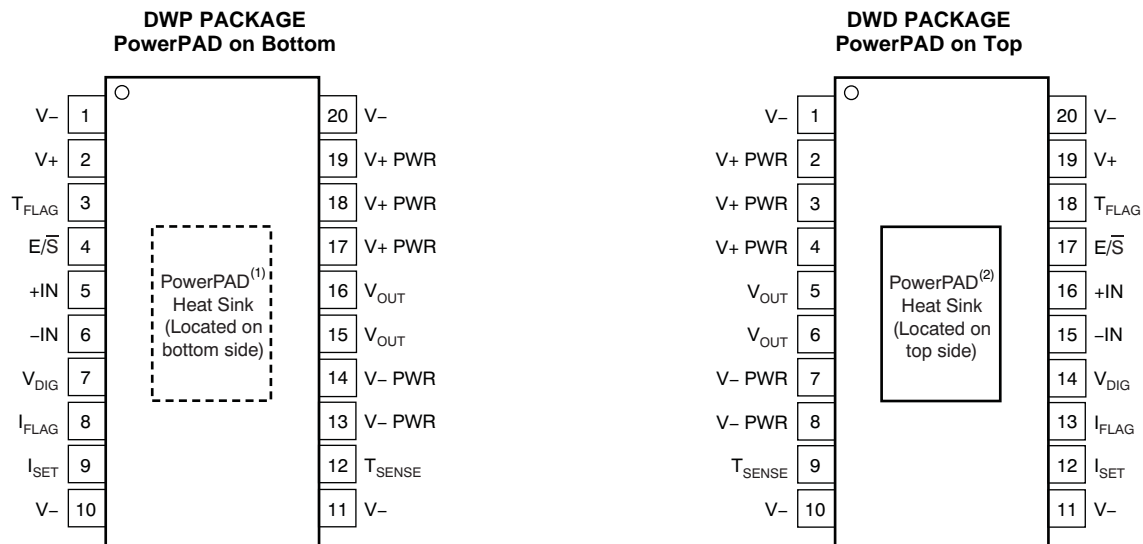 DWP PACKAGE
PowerPAD on Bottom
V– 1
V+ 2
TFLAG 3
E/S̅ 4
+IN 5
–IN 6
VDIG 7
IFLAG 8
ISET 9
V– 10
20 V–
19 V+ PWR
18 V+ PWR
17 V+ PWR
16 VOUT
15 VOUT
14 V– PWR
13 V– PWR
12 TSENSE
11 V–
PowerPAD(1)
Heat Sink
(Located on
bottom side)
DWD PACKAGE
PowerPAD on Top
V– 1
V+ PWR 2
V+ PWR 3
V+ PWR 4
VOUT 5
VOUT 6
V– PWR 7
V– PWR 8
TSENSE 9
V– 10
20 V–
19 V+
18 TFLAG
17 E/S̅
16 +IN
15 –IN
14 VDIG
13 IFLAG
12 ISET
11 V–
PowerPAD(2)
Heat Sink
(Located on
top side)